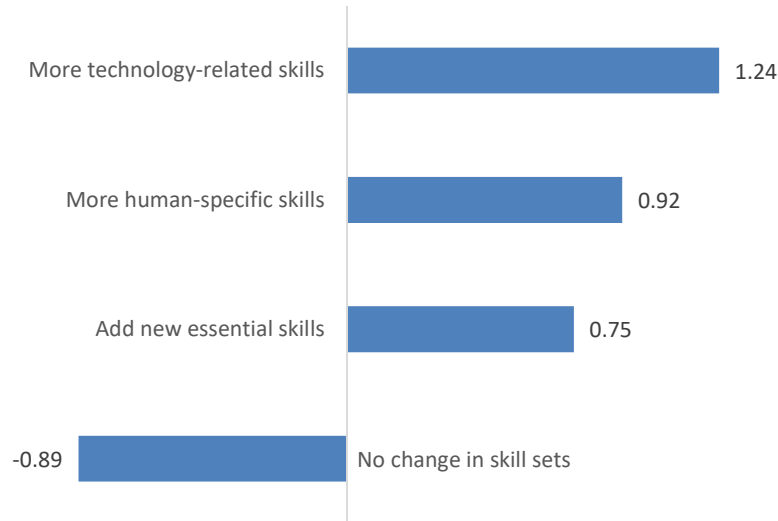 More technology-related skills 1.24
More human-specific skills 0.92
Add new essential skills 0.75
-0.89 No change in skill sets